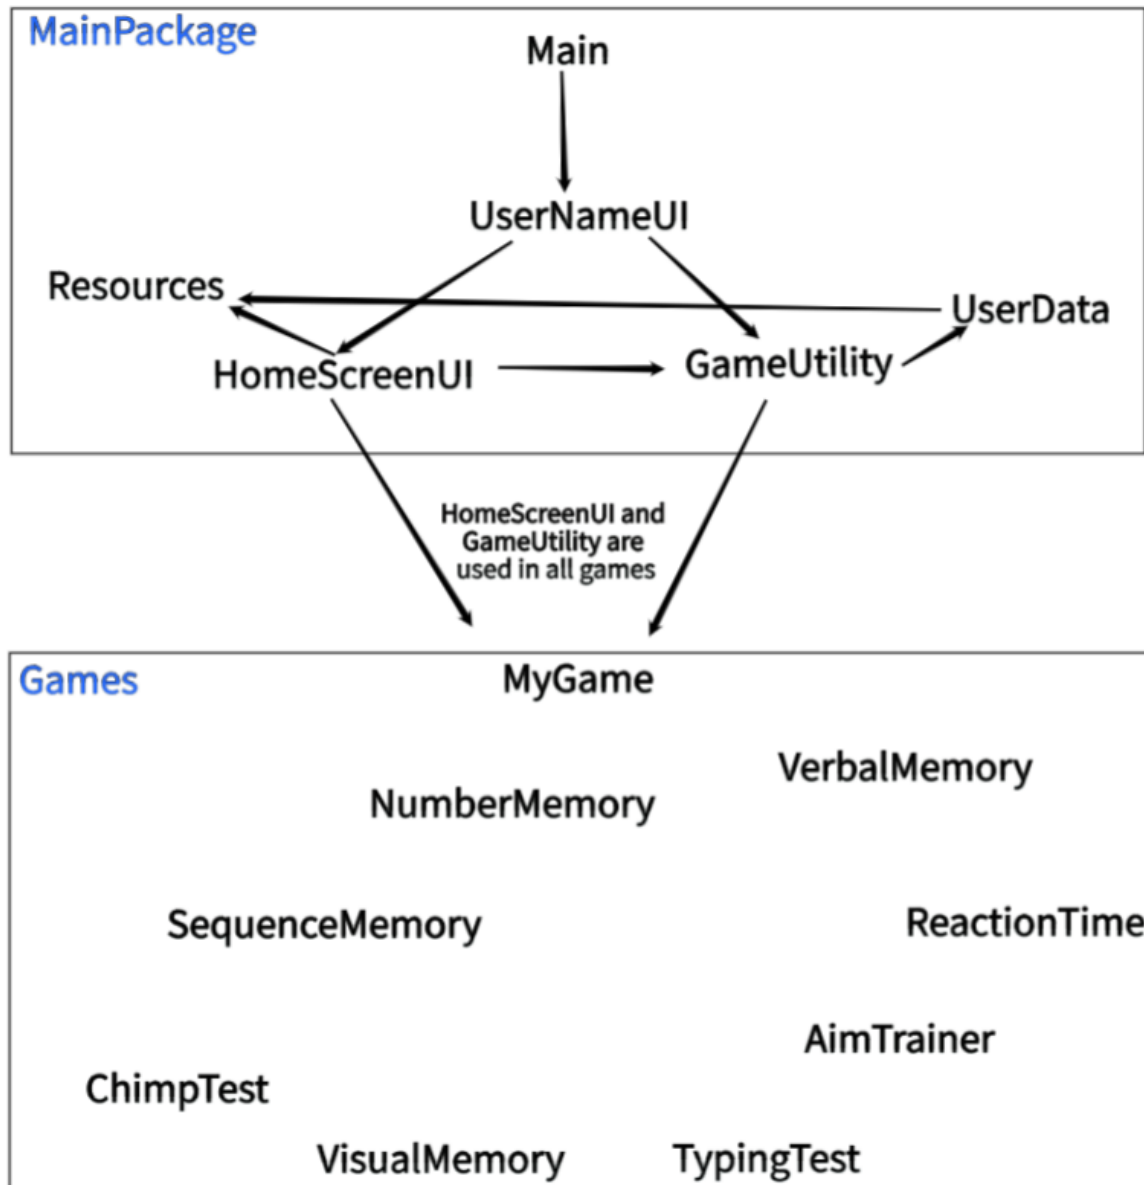 MainPackage
Main
UserNameUI
Resources
UserData
HomeScreenUI
GameUtility
HomeScreenUI and
GameUtility are
used in all games
Games
MyGame
VerbalMemory
NumberMemory
SequenceMemory
ReactionTime
AimTrainer
ChimpTest
VisualMemory
TypingTest